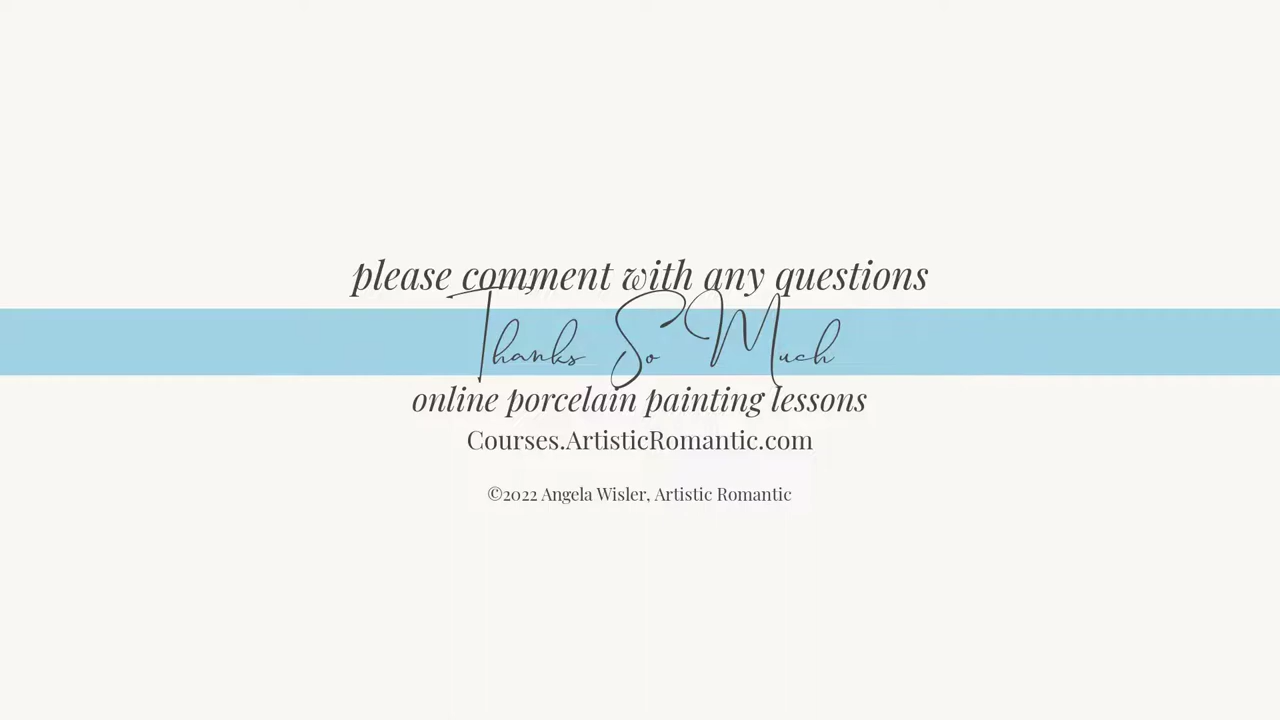 please comment with any questions
Thanks So Much
online porcelain painting lessons
Courses.ArtisticRomantic.com
©2022 Angela Wisler, Artistic Romantic